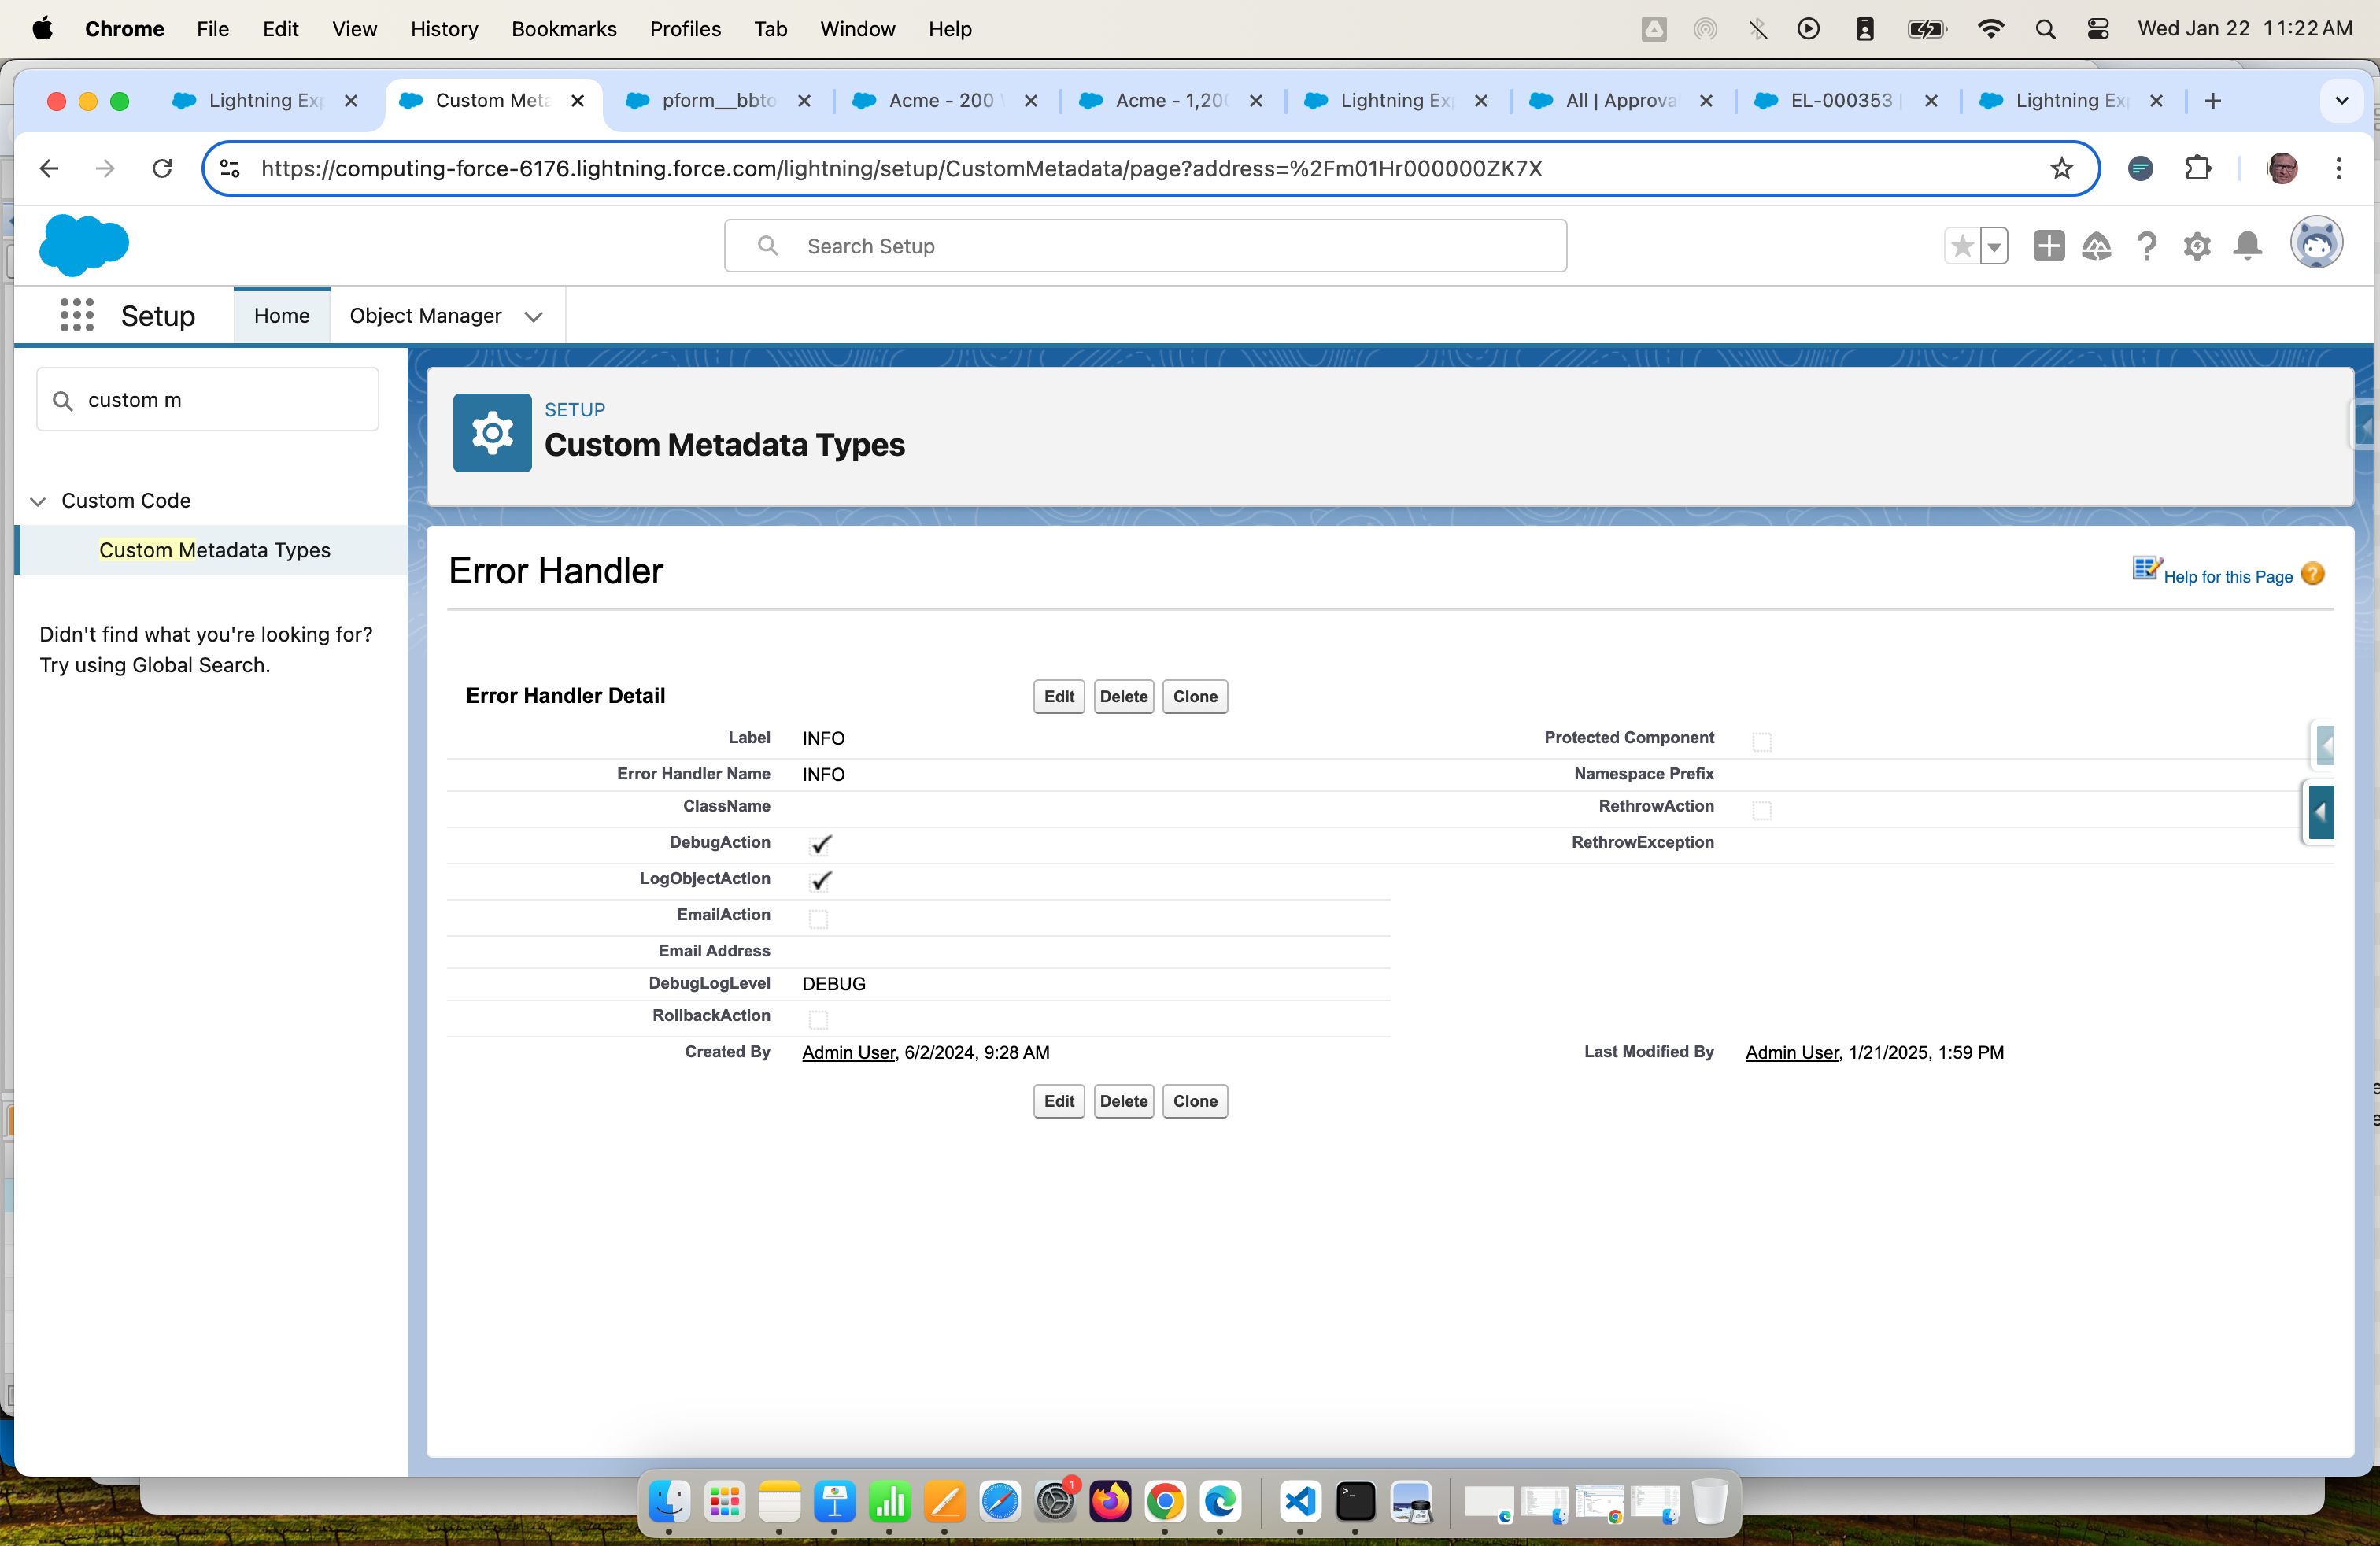 Chrome File Edit View History Bookmarks Profiles Tab Window Help Wed Jan 22 11:22 AM
Lightning Ex Custom Meta pform__bbto Acme - 200 Acme - 1,20 Lightning Ex All | Approva EL-000353 Lightning Ex
https://computing-force-6176.lightning.force.com/lightning/setup/CustomMetadata/page?address=%2Fm01Hr000000ZK7X
Search Setup
Setup Home Object Manager
custom m
Custom Code
Custom Metadata Types
Didn't find what you're looking for?
Try using Global Search.
SETUP
Custom Metadata Types
Error Handler
Help for this Page ?
Error Handler Detail Edit Delete Clone
Label INFO Protected Component
Error Handler Name INFO Namespace Prefix
ClassName RethrowAction
DebugAction RethrowException
LogObjectAction
EmailAction
Email Address
DebugLogLevel DEBUG
RollbackAction
Created By Admin User, 6/2/2024, 9:28 AM Last Modified By Admin User, 1/21/2025, 1:59 PM
Edit Delete Clone
1